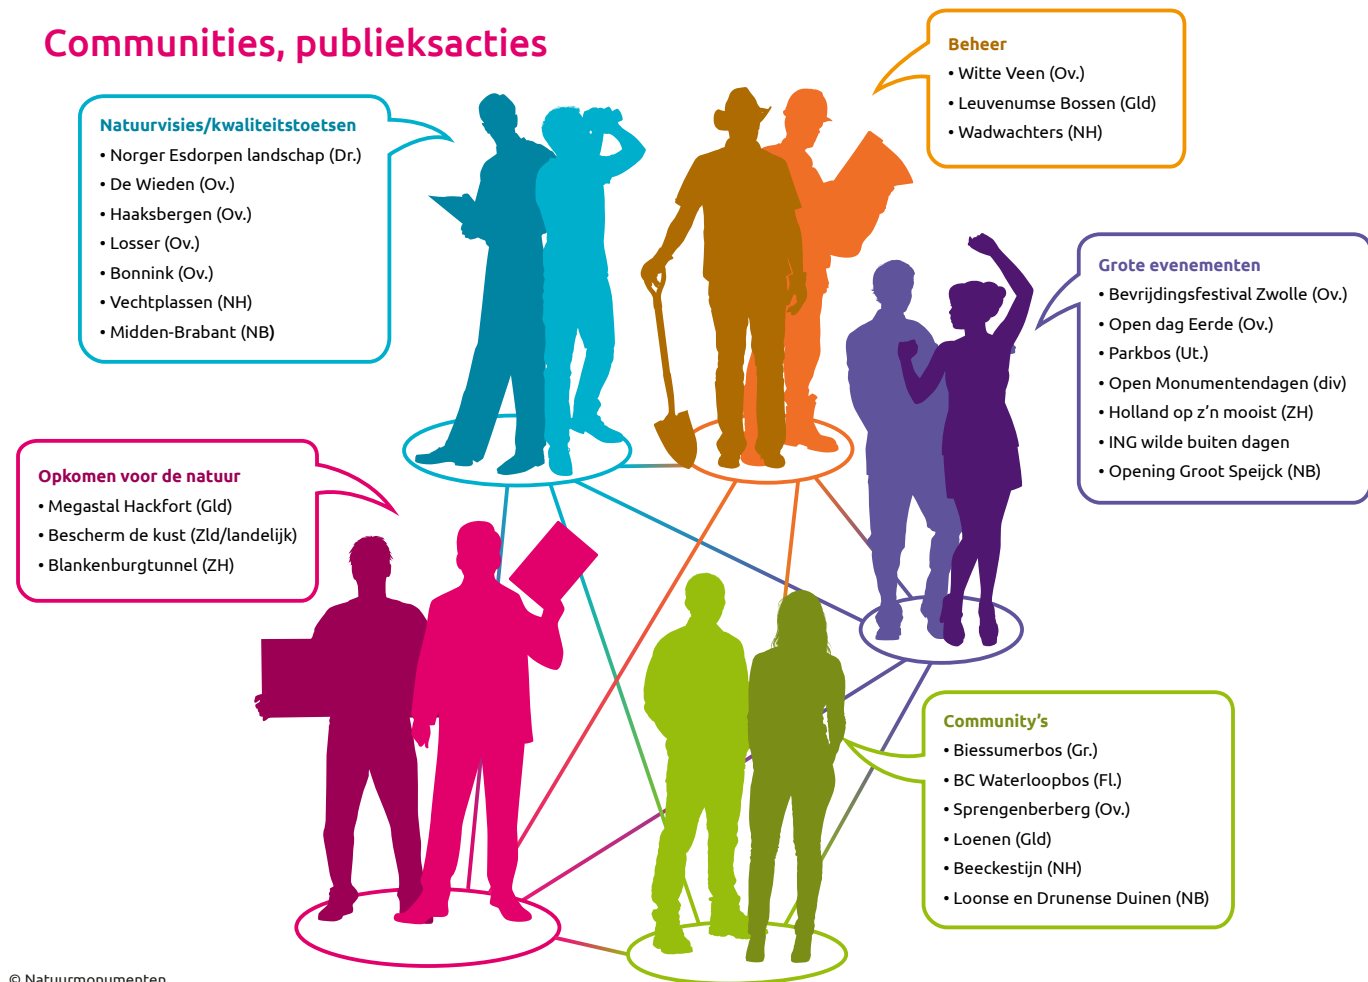 Communities, publieksacties
Natuurvisies/kwaliteitstoetsen
• Norger Esdorpen landschap (Dr.)
• De Wieden (Ov.)
• Haaksbergen (Ov.)
• Losser (Ov.)
• Bonnink (Ov.)
• Vechtplassen (NH)
• Midden-Brabant (NB)
Beheer
• Witte Veen (Ov.)
• Leuvenumse Bossen (Gld)
• Wadwachters (NH)
Grote evenementen
• Bevrijdingsfestival Zwolle (Ov.)
• Open dag Eerde (Ov.)
• Parkbos (Ut.)
• Open Monumentendagen (div)
• Holland op z’n mooist (ZH)
• ING wilde buiten dagen
• Opening Groot Speijck (NB)
Opkomen voor de natuur
• Megastal Hackfort (Gld)
• Bescherm de kust (Zld/landelijk)
• Blankenburgtunnel (ZH)
Community’s
• Biessumerbos (Gr.)
• BC Waterloopbos (Fl.)
• Sprengenberberg (Ov.)
• Loenen (Gld)
• Beeckestijn (NH)
• Loonse en Drunense Duinen (NB)
© Natuurmonumenten